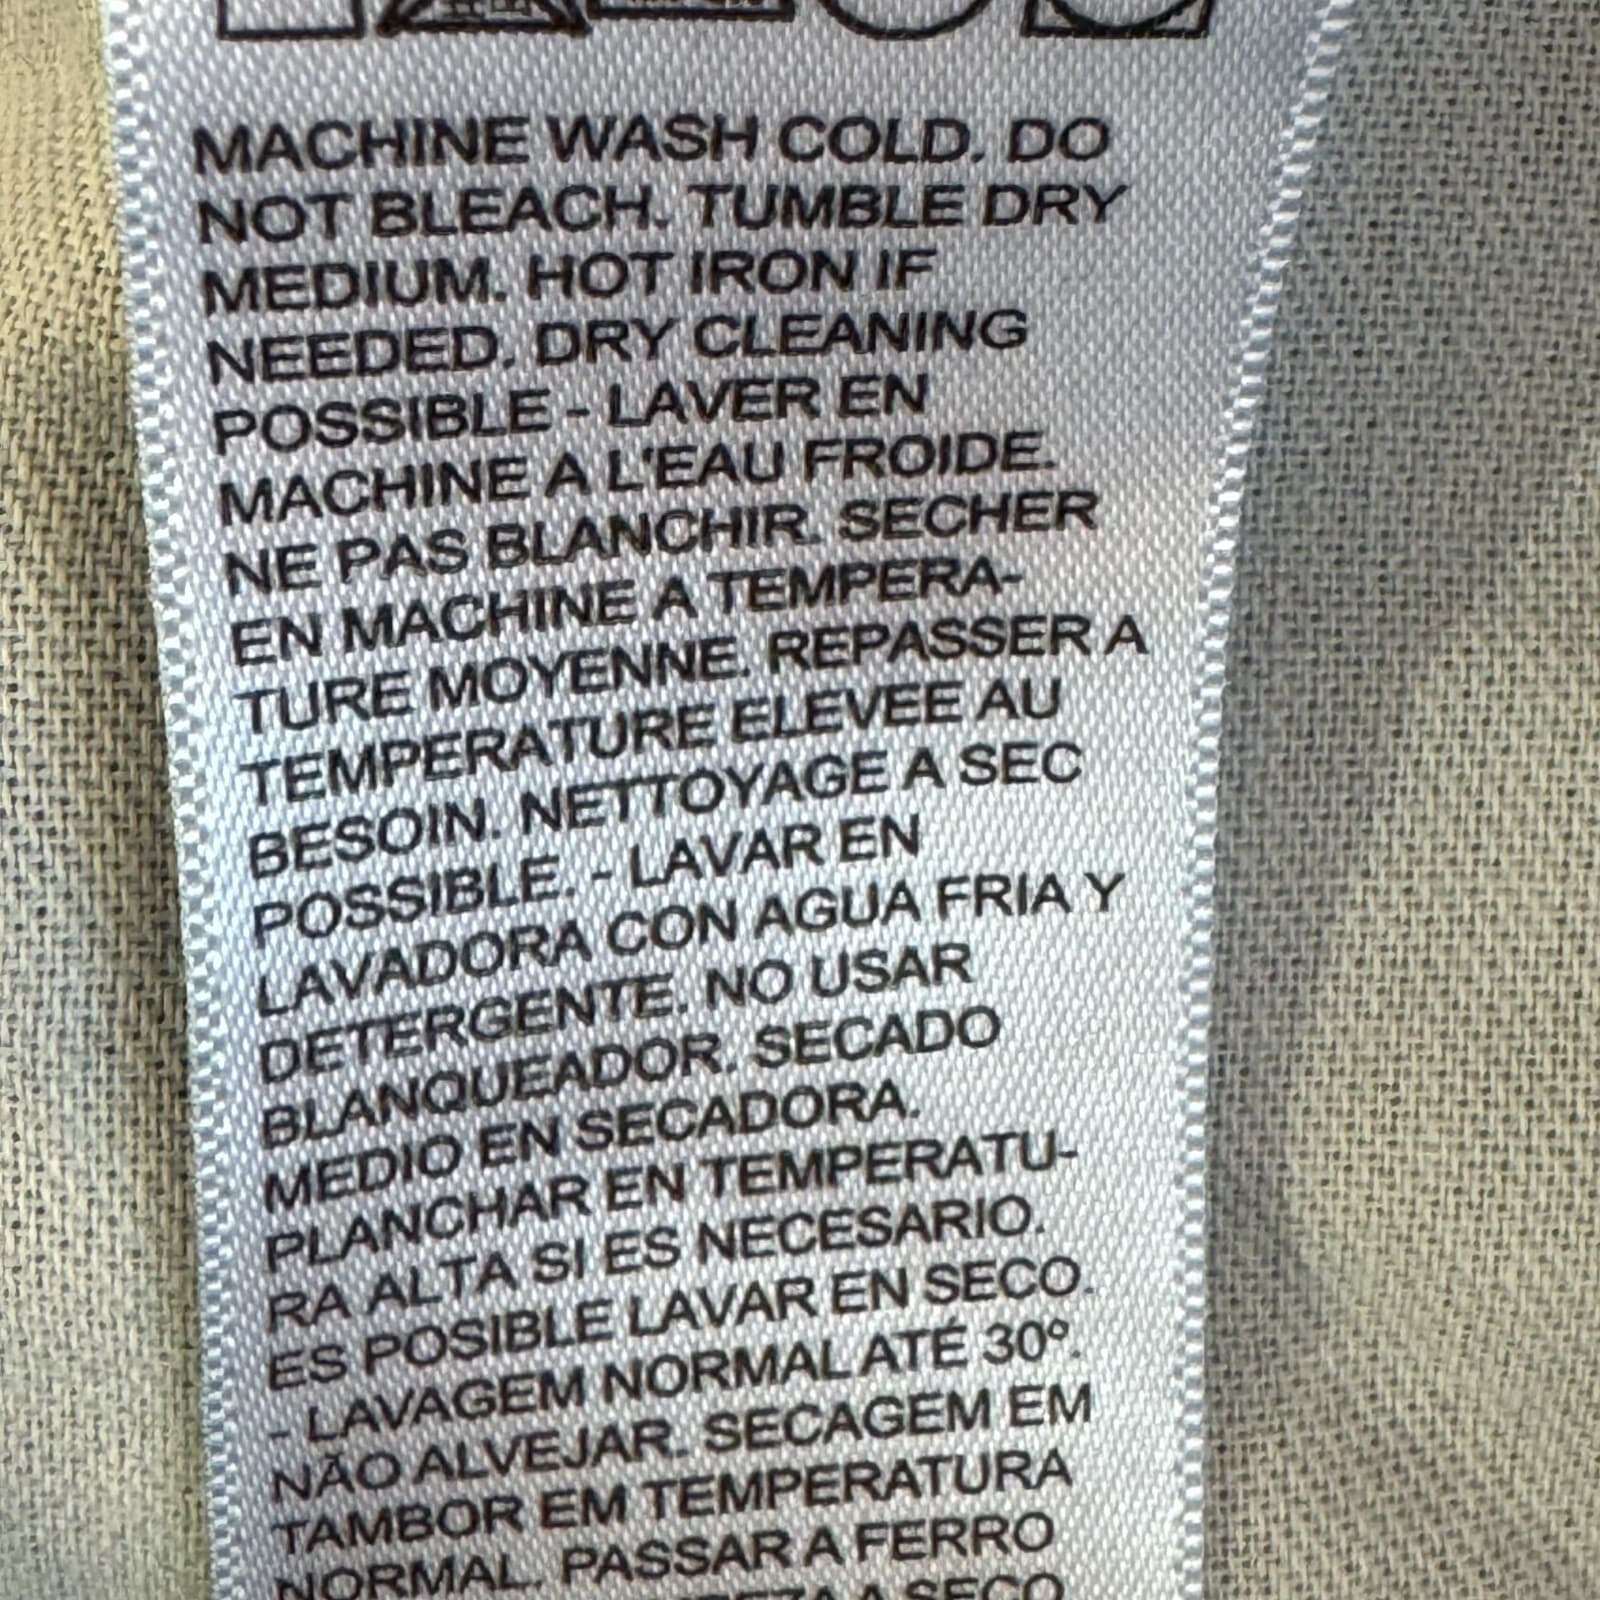 MACHINE WASH COLD. DO
NOT BLEACH. TUMBLE DRY
MEDIUM. HOT IRON IF
NEEDED. DRY CLEANING
POSSIBLE - LAVER EN
MACHINE A L'EAU FROIDE.
NE PAS BLANCHIR. SECHER
EN MACHINE A TEMPERA-
TURE MOYENNE. REPASSER A
TEMPERATURE ELEVEE AU
BESOIN. NETTOYAGE A SEC
POSSIBLE. - LAVAR EN
LAVADORA CON AGUA FRIA Y
DETERGENTE. NO USAR
BLANQUEADOR. SECADO
MEDIO EN SECADORA.
PLANCHAR EN TEMPERATU-
RA ALTA SI ES NECESARIO.
ES POSIBLE LAVAR EN SECO.
- LAVAGEM NORMAL ATÉ 30º.
NÃO ALVEJAR. SECAGEM EM
TAMBOR EM TEMPERATURA
NORMAL. PASSAR A FERRO
A SECO